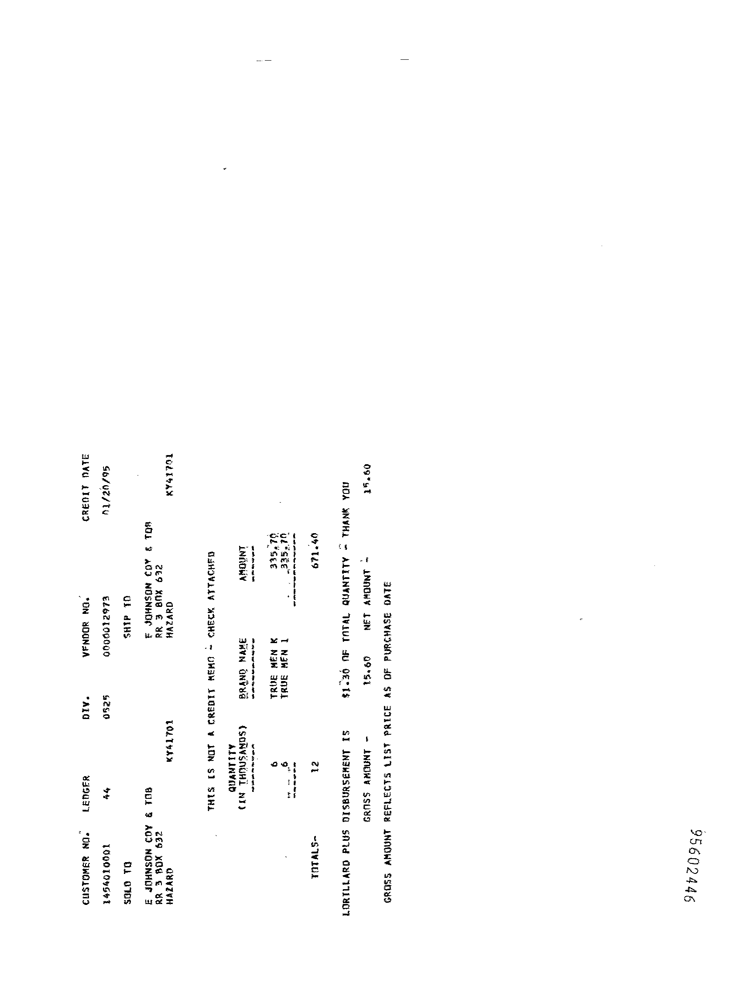 CUSTOMER NO. LEDGER DIV. VENDOR NO. CREDIT DATE
1454010001 44 0525 0006012973 01/20/95
SOLD TO SHIP TO
E JOHNSON CDY & TOB E JOHNSON CDY & TOB
RR 3 BOX 632 RR 3 BOX 632
HAZARD KY41701 HAZARD KY41701
THIS IS NOT A CREDIT MEMO - CHECK ATTACHED
QUANTITY
(IN THOUSANDS) BRAND NAME AMOUNT
6 TRUE MEN K 335.70
6 TRUE MEN 1 335.70
TOTALS- 12 671.40
LORILLARD PLUS DISBURSEMENT IS $1.30 OF TOTAL QUANTITY - THANK YOU
GROSS AMOUNT - 15.60 NET AMOUNT - 15.60
GROSS AMOUNT REFLECTS LIST PRICE AS OF PURCHASE DATE
95602446